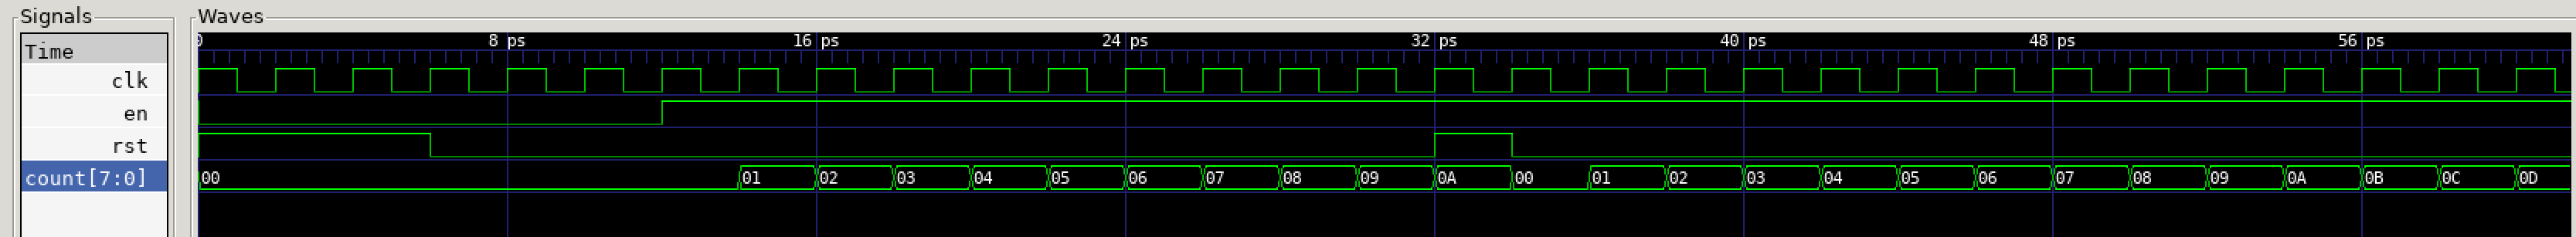 Signals Waves
Time 0 8 ps 16 ps 24 ps 32 ps 40 ps 48 ps 56 ps
clk
en
rst
count[7:0] 00 01 02 03 04 05 06 07 08 09 0A 00 01 02 03 04 05 06 07 08 09 0A 0B 0C 0D